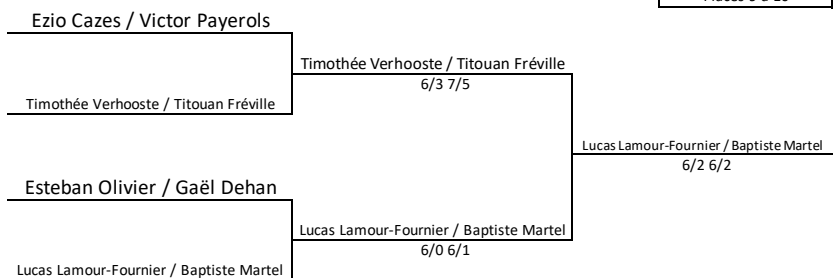 Ezio Cazes / Victor Payerols
Timothée Verhooste / Titouan Fréville
6/3 7/5
Timothée Verhooste / Titouan Fréville
Lucas Lamour-Fournier / Baptiste Martel
6/2 6/2
Esteban Olivier / Gaël Dehan
Lucas Lamour-Fournier / Baptiste Martel
6/0 6/1
Lucas Lamour-Fournier / Baptiste Martel